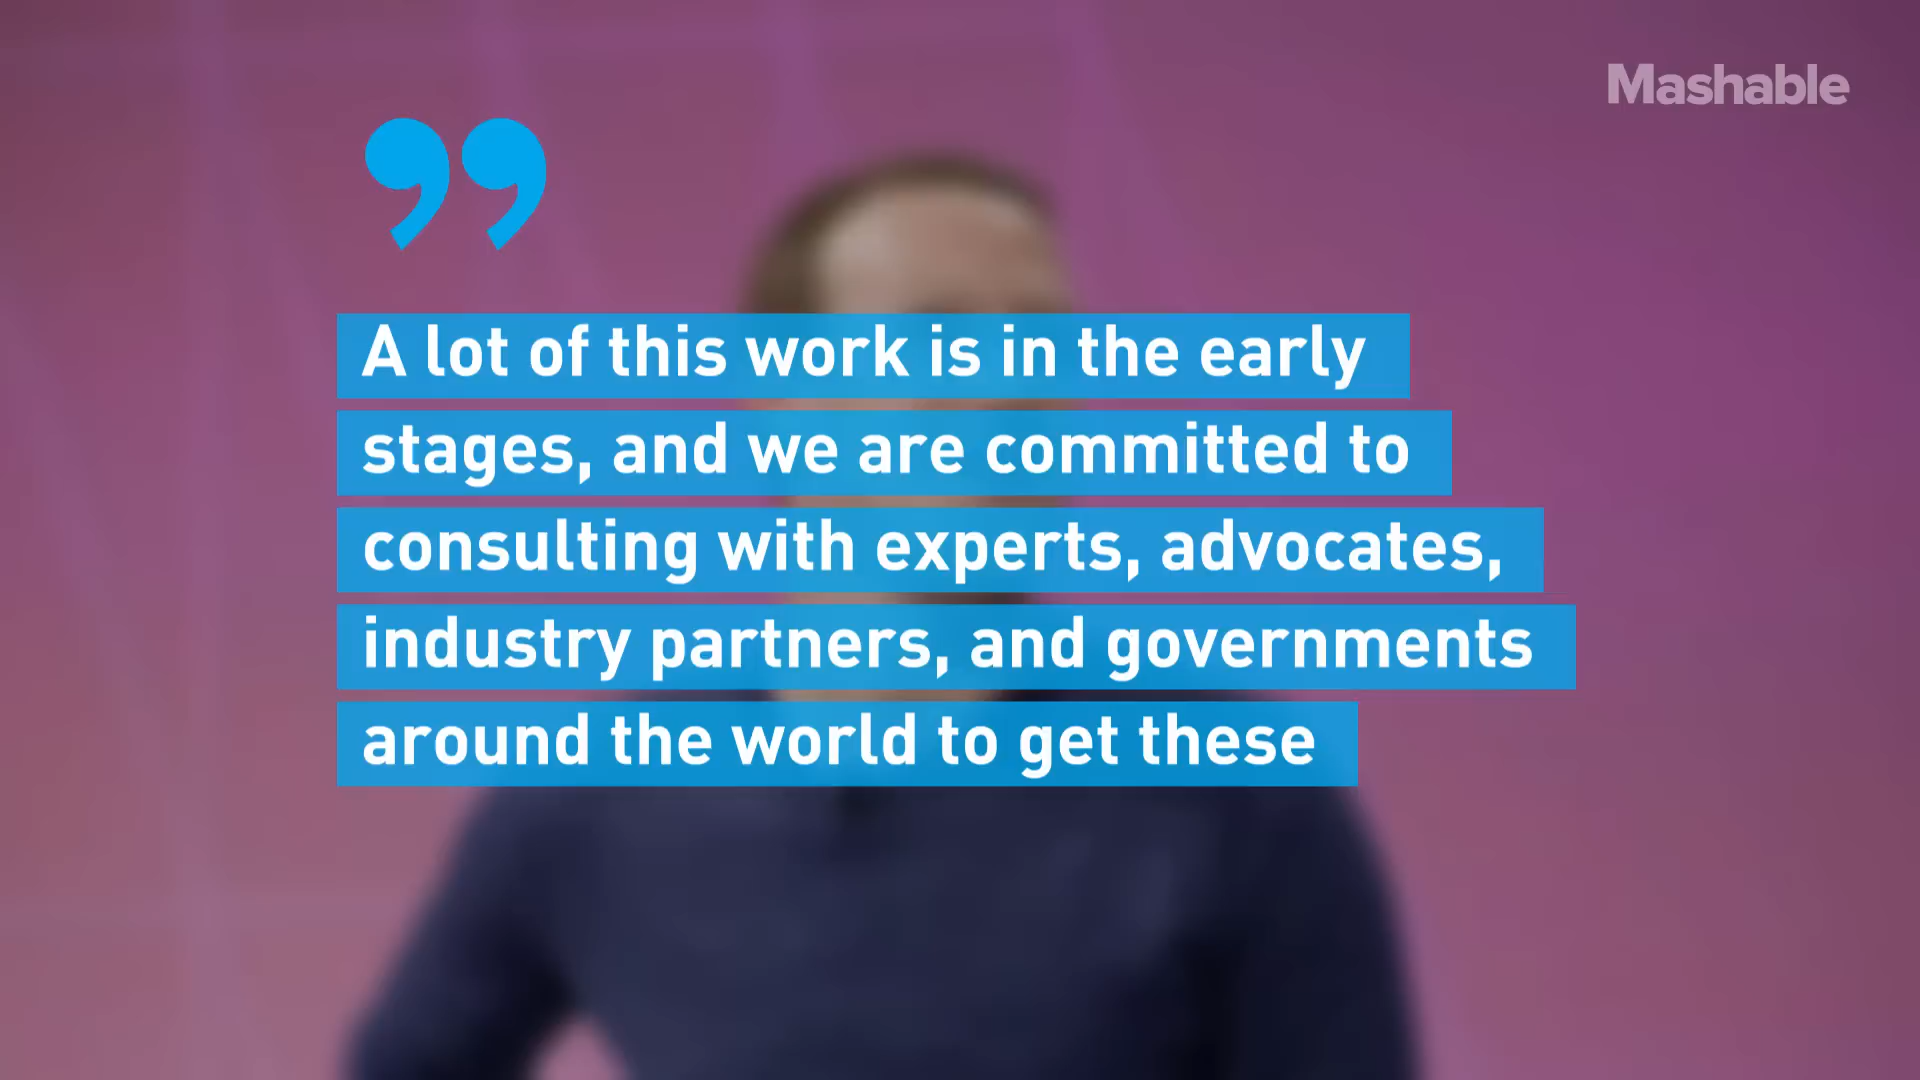 Mashable
”
A lot of this work is in the early
stages, and we are committed to
consulting with experts, advocates,
industry partners, and governments
around the world to get these